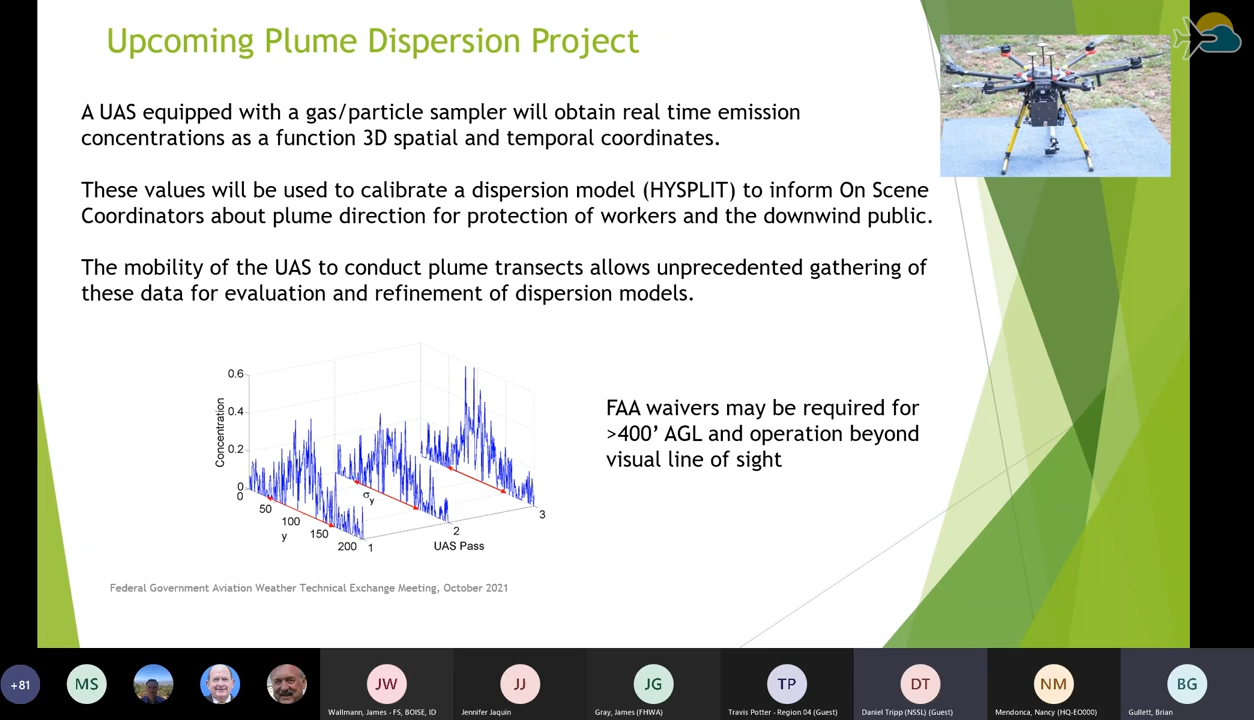 Upcoming Plume Dispersion Project
A UAS equipped with a gas/particle sampler will obtain real time emission
concentrations as a function 3D spatial and temporal coordinates.
These values will be used to calibrate a dispersion model (HYSPLIT) to inform On Scene
Coordinators about plume direction for protection of workers and the downwind public.
The mobility of the UAS to conduct plume transects allows unprecedented gathering of
these data for evaluation and refinement of dispersion models.
0.6
0.4
0.2
0
Concentration
0
50
100
150
200
y
σy
1
2
3
UAS Pass
FAA waivers may be required for
>400’ AGL and operation beyond
visual line of sight
Federal Government Aviation Weather Technical Exchange Meeting, October 2021
+81
MS
JW
JJ
JG
TP
DT
NM
BG
Wallmann, James - FS, BOISE, ID
Jennifer Jaquin
Gray, James (FHWA)
Travis Potter - Region 04 (Guest)
Daniel Tripp (NSSL) (Guest)
Mendonca, Nancy (HQ-EO000)
Gullett, Brian